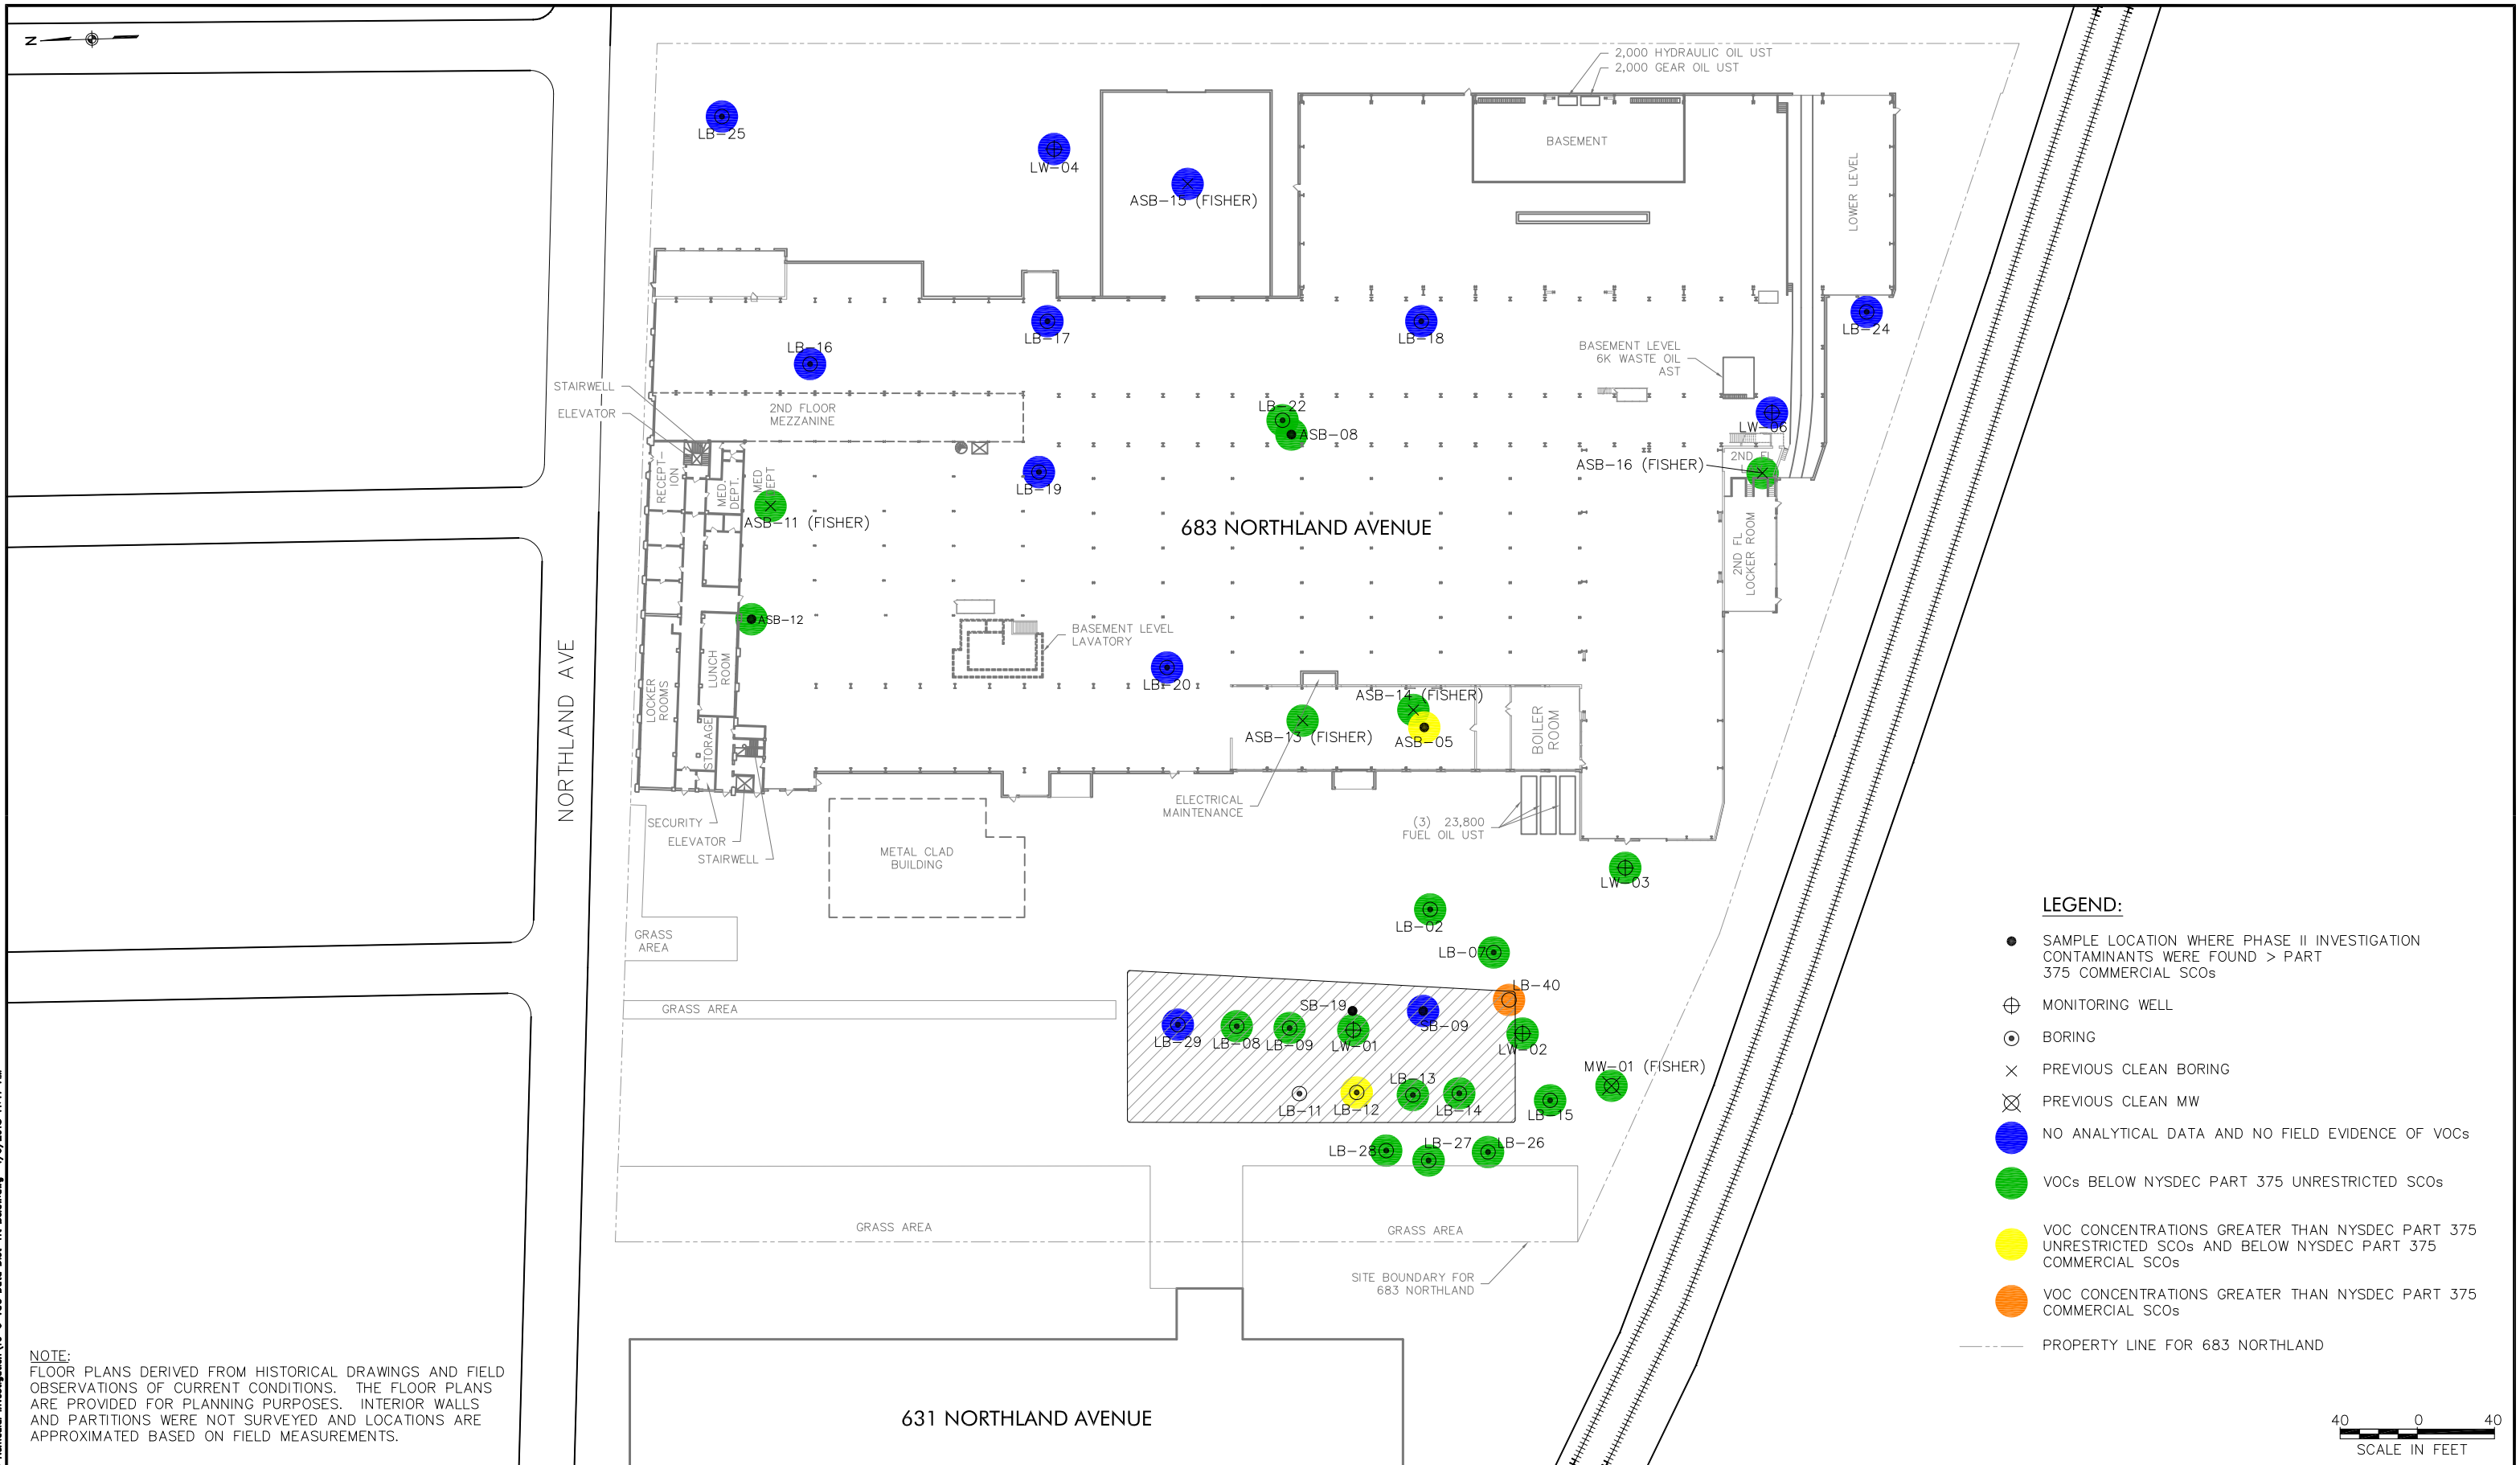 N
2,000 HYDRAULIC OIL UST
2,000 GEAR OIL UST
LB-25
LW-04
BASEMENT
ASB-15 (FISHER)
LOWER LEVEL
LB-17
LB-18
LB-24
LB-16
BASEMENT LEVEL
6K WASTE OIL
AST
STAIRWELL
ELEVATOR
2ND FLOOR
MEZZANINE
LB-22
ASB-08
LW-06
RECEPT-
ION
MED.
DEPT.
MED
EPT
LB-19
ASB-16 (FISHER)
2ND FL
ASB-11 (FISHER)
683 NORTHLAND AVENUE
2ND FL
LOCKER ROOM
ASB-12
BASEMENT LEVEL
LAVATORY
NORTHLAND AVE
LOCKER
ROOMS
LUNCH
ROOM
STORAGE
LB-20
ASB-14 (FISHER)
ASB-13 (FISHER)
ASB-05
BOILER
ROOM
ELECTRICAL
MAINTENANCE
SECURITY
ELEVATOR
STAIRWELL
(3) 23,800
FUEL OIL UST
METAL CLAD
BUILDING
LW-03
LB-02
GRASS
AREA
LB-07
GRASS AREA
SB-19
LB-40
SB-09
LB-29
LB-08
LB-09
LW-01
LW-02
MW-01 (FISHER)
LB-13
LB-11
LB-12
LB-14
LB-15
LB-28
LB-27
LB-26
GRASS AREA
GRASS AREA
SITE BOUNDARY FOR
683 NORTHLAND
631 NORTHLAND AVENUE
LEGEND:
SAMPLE LOCATION WHERE PHASE II INVESTIGATION
CONTAMINANTS WERE FOUND > PART
375 COMMERCIAL SCOs
MONITORING WELL
BORING
PREVIOUS CLEAN BORING
PREVIOUS CLEAN MW
NO ANALYTICAL DATA AND NO FIELD EVIDENCE OF VOCs
VOCs BELOW NYSDEC PART 375 UNRESTRICTED SCOs
VOC CONCENTRATIONS GREATER THAN NYSDEC PART 375
UNRESTRICTED SCOs AND BELOW NYSDEC PART 375
COMMERCIAL SCOs
VOC CONCENTRATIONS GREATER THAN NYSDEC PART 375
COMMERCIAL SCOs
PROPERTY LINE FOR 683 NORTHLAND
NOTE:
FLOOR PLANS DERIVED FROM HISTORICAL DRAWINGS AND FIELD
OBSERVATIONS OF CURRENT CONDITIONS. THE FLOOR PLANS
ARE PROVIDED FOR PLANNING PURPOSES. INTERIOR WALLS
AND PARTITIONS WERE NOT SURVEYED AND LOCATIONS ARE
APPROXIMATED BASED ON FIELD MEASUREMENTS.
40 0 40
SCALE IN FEET